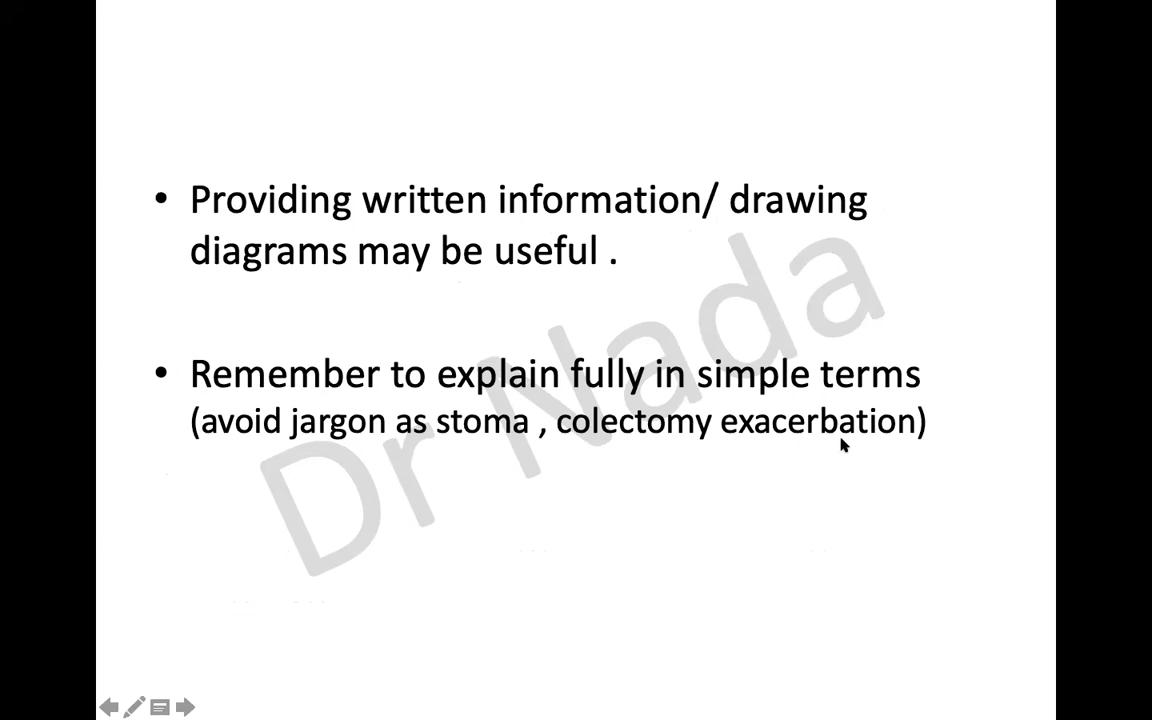 • Providing written information/ drawing
diagrams may be useful .
• Remember to explain fully in simple terms
(avoid jargon as stoma , colectomy exacerbation)
Dr Nada